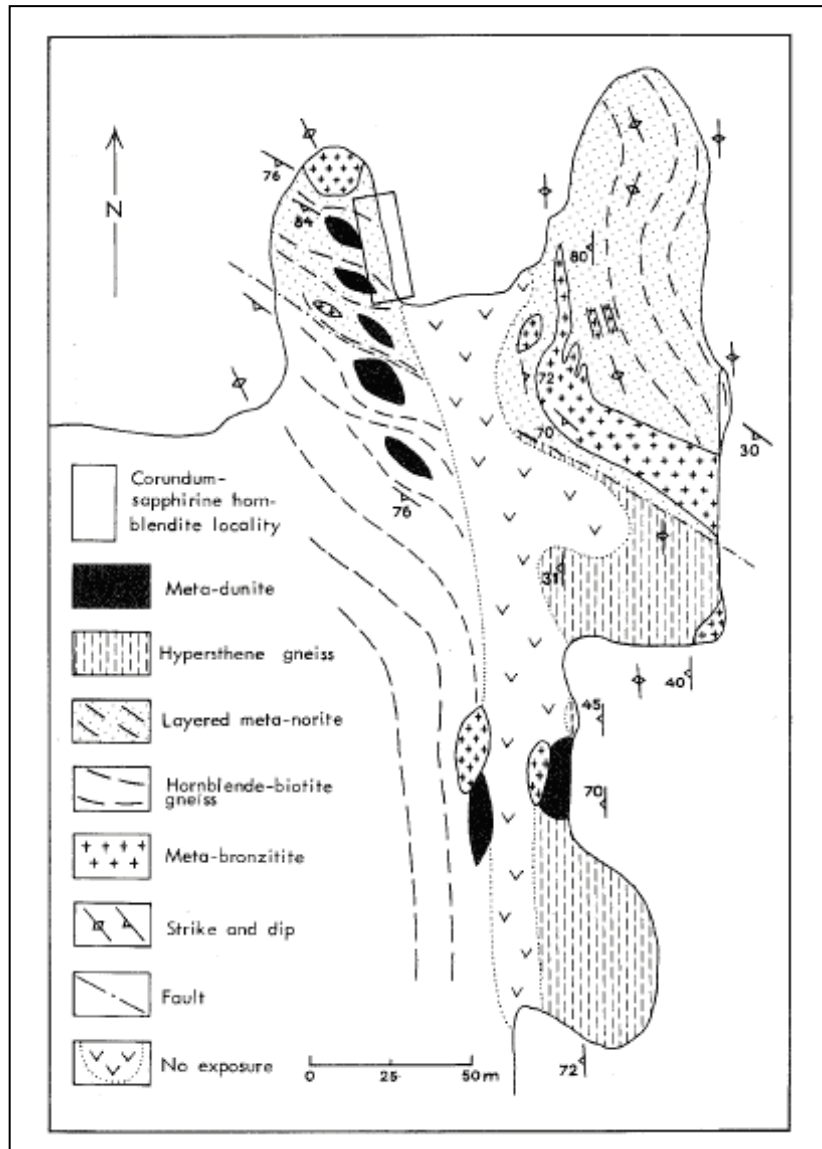 N
76
84
80
72
70
30
76
31
40
45
70
72
Corundum-
sapphirine horn-
blendite locality
Meta-dunite
Hypersthene gneiss
Layered meta-norite
Hornblende-biotite
gneiss
Meta-bronzitite
Strike and dip
Fault
No exposure
0 25 50 m